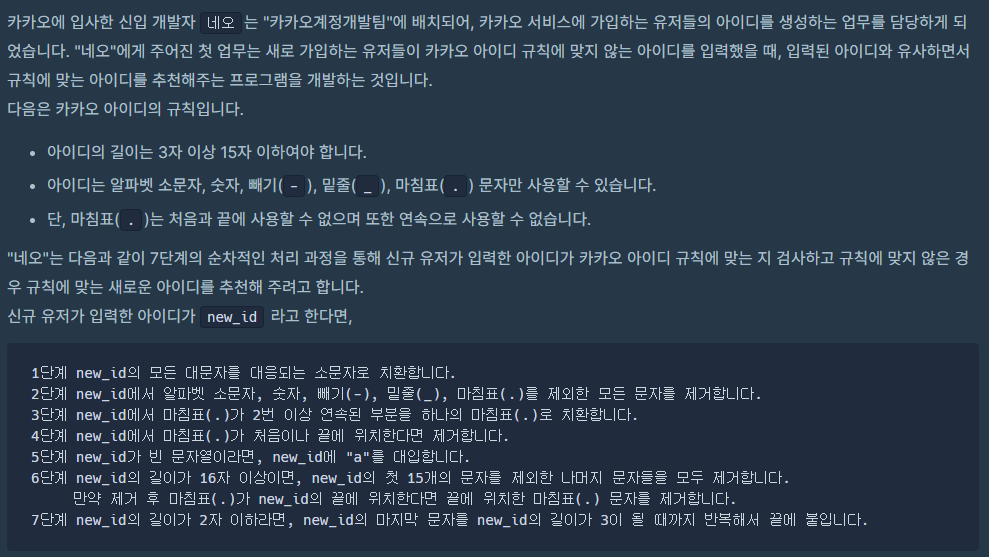 카카오에 입사한 신입 개발자 네오 는 "카카오계정개발팀"에 배치되어, 카카오 서비스에 가입하는 유저들의 아이디를 생성하는 업무를 담당하게 되
었습니다. "네오"에게 주어진 첫 업무는 새로 가입하는 유저들이 카카오 아이디 규칙에 맞지 않는 아이디를 입력했을 때, 입력된 아이디와 유사하면서
규칙에 맞는 아이디를 추천해주는 프로그램을 개발하는 것입니다.
다음은 카카오 아이디의 규칙입니다.
• 아이디의 길이는 3자 이상 15자 이하여야 합니다.
• 아이디는 알파벳 소문자, 숫자, 빼기( - ), 밑줄( _ ), 마침표( . ) 문자만 사용할 수 있습니다.
• 단, 마침표( . )는 처음과 끝에 사용할 수 없으며 또한 연속으로 사용할 수 없습니다.
"네오"는 다음과 같이 7단계의 순차적인 처리 과정을 통해 신규 유저가 입력한 아이디가 카카오 아이디 규칙에 맞는 지 검사하고 규칙에 맞지 않은 경
우 규칙에 맞는 새로운 아이디를 추천해 주려고 합니다.
신규 유저가 입력한 아이디가 new_id 라고 한다면,
1단계 new_id의 모든 대문자를 대응되는 소문자로 치환합니다.
2단계 new_id에서 알파벳 소문자, 숫자, 빼기(-), 밑줄(_), 마침표(.)를 제외한 모든 문자를 제거합니다.
3단계 new_id에서 마침표(.)가 2번 이상 연속된 부분을 하나의 마침표(.)로 치환합니다.
4단계 new_id에서 마침표(.)가 처음이나 끝에 위치한다면 제거합니다.
5단계 new_id가 빈 문자열이라면, new_id에 "a"를 대입합니다.
6단계 new_id의 길이가 16자 이상이면, new_id의 첫 15개의 문자를 제외한 나머지 문자들을 모두 제거합니다.
만약 제거 후 마침표(.)가 new_id의 끝에 위치한다면 끝에 위치한 마침표(.) 문자를 제거합니다.
7단계 new_id의 길이가 2자 이하라면, new_id의 마지막 문자를 new_id의 길이가 3이 될 때까지 반복해서 끝에 붙입니다.